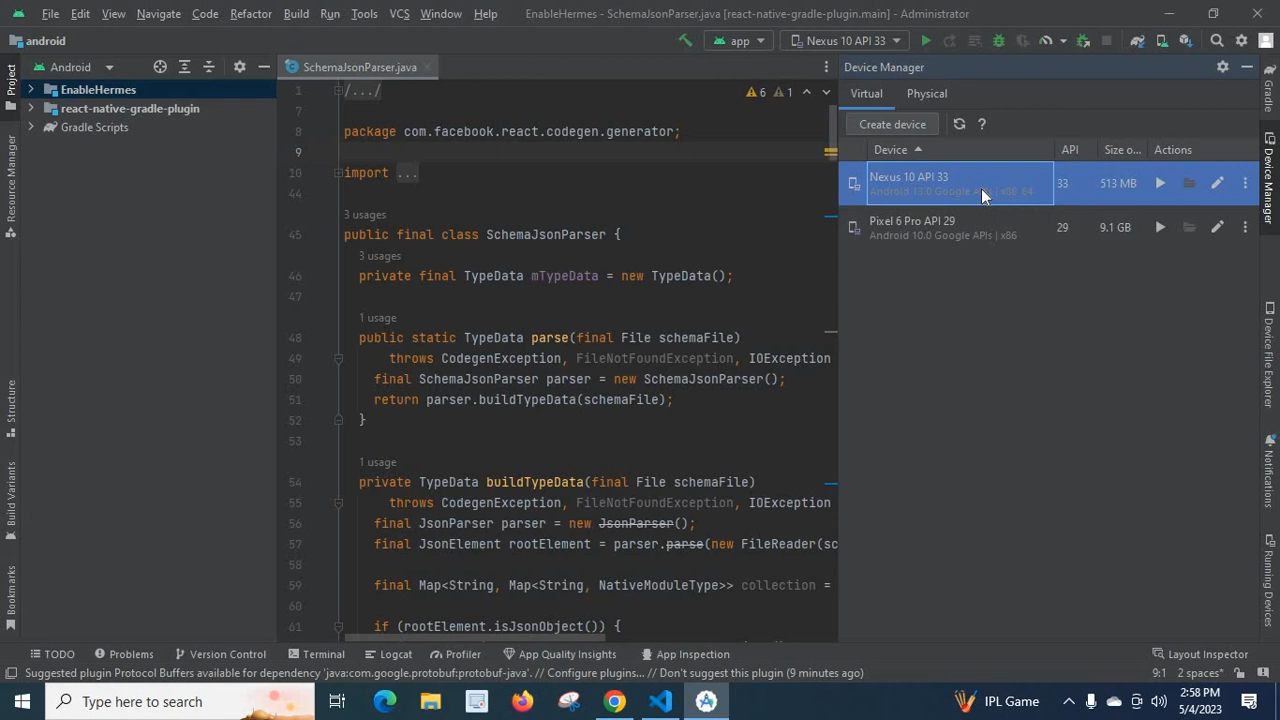 File Edit View Navigate Code Refactor Build Run Tools VCS Window Help EnableHermes - SchemaJsonParser.java [react-native-gradle-plugin.main] - Administrator
android app Nexus 10 API 33
Project
Resource Manager
Structure
Build Variants
Bookmarks
Android
EnableHermes
react-native-gradle-plugin
Gradle Scripts
SchemaJsonParser.java
6 1
1 /.../
7
8 package com.facebook.react.codegen.generator;
9
10 import ...
44
3 usages
45 public final class SchemaJsonParser {
3 usages
46 private final TypeData mTypeData = new TypeData();
47
1 usage
48 public static TypeData parse(final File schemaFile)
49 throws CodegenException, FileNotFoundException, IOException
50 final SchemaJsonParser parser = new SchemaJsonParser();
51 return parser.buildTypeData(schemaFile);
52 }
53
1 usage
54 private TypeData buildTypeData(final File schemaFile)
55 throws CodegenException, FileNotFoundException, IOException
56 final JsonParser parser = new JsonParser();
57 final JsonElement rootElement = parser.parse(new FileReader(sc
58
59 final Map<String, Map<String, NativeModuleType>> collection =
60
61 if (rootElement.isJsonObject()) {
Device Manager
Virtual Physical
Create device ?
Device API Size o... Actions
Nexus 10 API 33 33 513 MB
Android 13.0 Google APIs | x86_64
Pixel 6 Pro API 29 29 9.1 GB
Android 10.0 Google APIs | x86
Gradle
Device Manager
Device File Explorer
Notifications
Running Devices
TODO Problems Version Control Terminal Logcat Profiler App Quality Insights App Inspection Layout Inspector
Suggested plugin Protocol Buffers available for dependency 'java:com.google.protobuf:protobuf-java'. // Configure plugins... // Don't suggest this plugin (9 minutes ago) 9:1 2 spaces*
Type here to search IPL Game 2:58 PM
5/4/2023